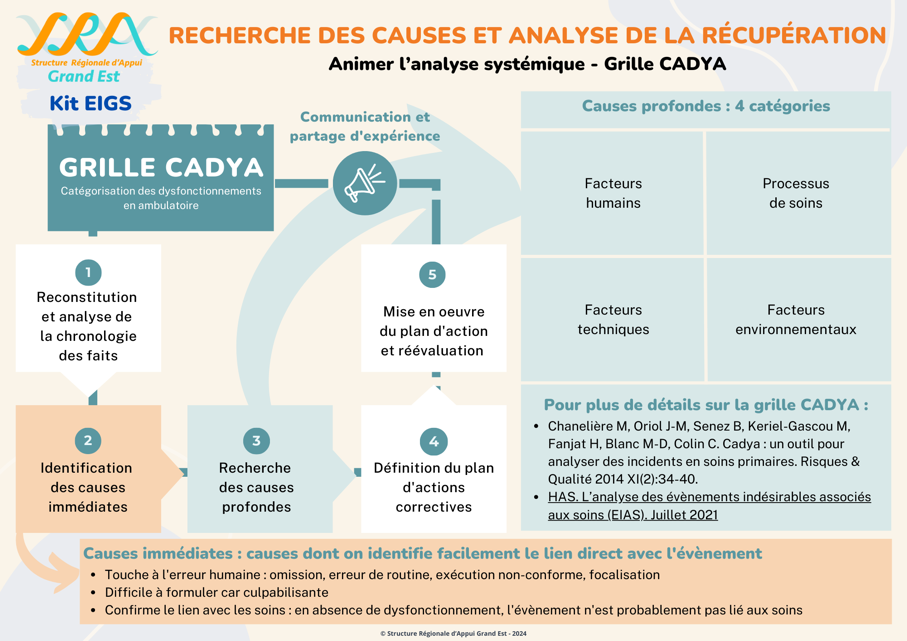 SRA
Structure Régionale d'Appui
Grand Est
Kit EIGS
RECHERCHE DES CAUSES ET ANALYSE DE LA RÉCUPÉRATION
Animer l'analyse systémique - Grille CADYA
GRILLE CADYA
Catégorisation des dysfonctionnements
en ambulatoire
Communication et
partage d'expérience
1
Reconstitution
et analyse de
la chronologie
des faits
2
Identification
des causes
immédiates
3
Recherche
des causes
profondes
4
Définition du plan
d'actions
correctives
5
Mise en oeuvre
du plan d'action
et réévaluation
Causes profondes : 4 catégories
Facteurs
humains
Processus
de soins
Facteurs
techniques
Facteurs
environnementaux
Pour plus de détails sur la grille CADYA :
• Chanelière M, Oriol J-M, Senez B, Keriel-Gascou M,
Fanjat H, Blanc M-D, Colin C. Cadya : un outil pour
analyser des incidents en soins primaires. Risques &
Qualité 2014 XI(2):34-40.
• HAS. L'analyse des évènements indésirables associés
aux soins (EIAS). Juillet 2021
Causes immédiates : causes dont on identifie facilement le lien direct avec l'évènement
• Touche à l'erreur humaine : omission, erreur de routine, exécution non-conforme, focalisation
• Difficile à formuler car culpabilisante
• Confirme le lien avec les soins : en absence de dysfonctionnement, l'évènement n'est probablement pas lié aux soins
© Structure Régionale d'Appui Grand Est - 2024